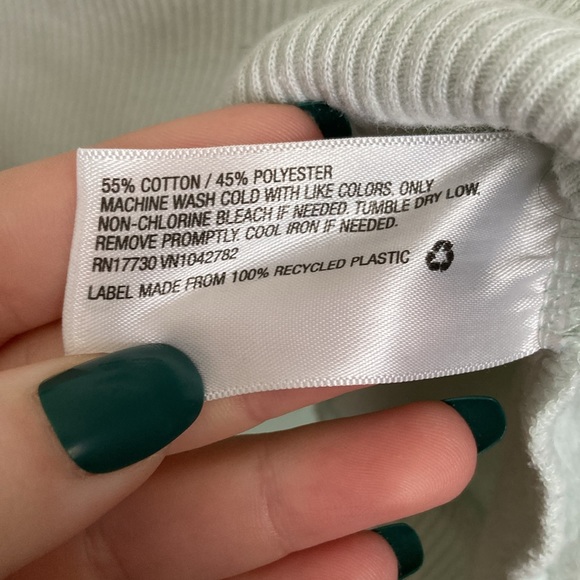 55% COTTON / 45% POLYESTER
MACHINE WASH COLD WITH LIKE COLORS. ONLY
NON-CHLORINE BLEACH IF NEEDED. TUMBLE DRY LOW.
REMOVE PROMPTLY. COOL IRON IF NEEDED.
RN17730 VN1042782
LABEL MADE FROM 100% RECYCLED PLASTIC